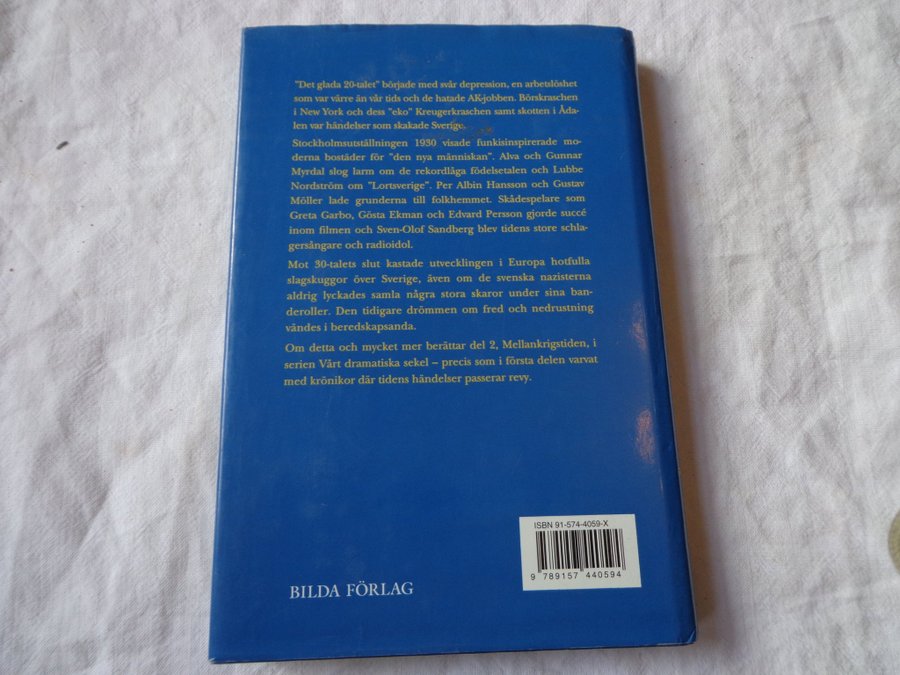 "Det glada 20-talet" började med svår depression, en arbetslöshet
som var värre än vår tids och de hatade AK-jobben. Börskraschen
i New York och dess "eko" Kreugerkraschen samt skotten i Åda-
len var händelser som skakade Sverige.
Stockholmsutställningen 1930 visade funkisinspirerade mo-
derna bostäder för "den nya människan". Alva och Gunnar
Myrdal slog larm om de rekordlåga födelsetalen och Lubbe
Nordström om "Lortsverige". Per Albin Hansson och Gustav
Möller lade grunderna till folkhemmet. Skådespelare som
Greta Garbo, Gösta Ekman och Edvard Persson gjorde succé
inom filmen och Sven-Olof Sandberg blev tidens store schla-
gersångare och radioidol.
Mot 30-talets slut kastade utvecklingen i Europa hotfulla
slagskuggor över Sverige, även om de svenska nazisterna
aldrig lyckades samla några stora skaror under sina ban-
deroller. Den tidigare drömmen om fred och nedrustning
vändes i beredskapsanda.
Om detta och mycket mer berättar del 2, Mellankrigstiden, i
serien Vårt dramatiska sekel – precis som i första delen varvat
med krönikor där tidens händelser passerar revy.
ISBN 91-574-4059-X
9 789157 440594
BILDA FÖRLAG